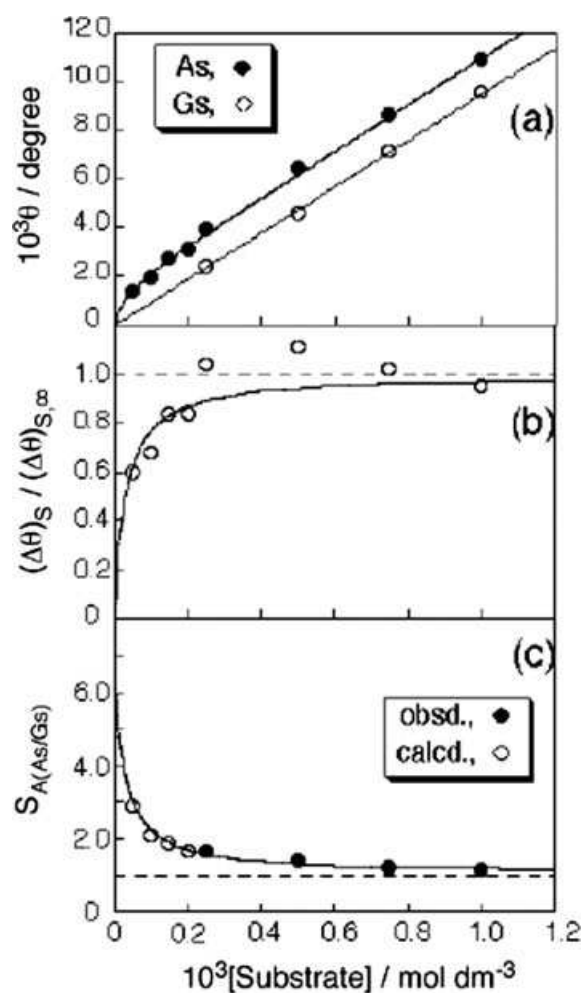 12.0
10.0
8.0
6.0
4.0
2.0
0
10³θ / degree
As, ●
Gs, ○
(a)
1.0
0.8
0.6
0.4
0.2
0
(Δθ)S / (Δθ)S,∞
(b)
6.0
4.0
2.0
0
SA(As/Gs)
(c)
obsd., ●
calcd., ○
0 0.2 0.4 0.6 0.8 1.0 1.2
10³[Substrate] / mol dm⁻³